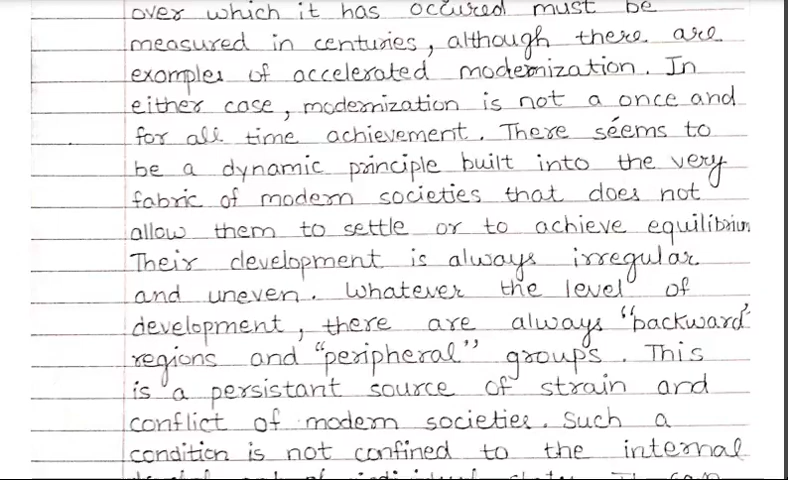 over which it has occured must be
measured in centuries, although there are
examples of accelerated modernization. In
either case, modernization is not a once and
for all time achievement. There seems to
be a dynamic principle built into the very
fabric of modern societies that does not
allow them to settle or to achieve equilibrium
Their development is always irregular
and uneven. Whatever the level of
development, there are always "backward"
regions and "peripheral" groups. This
is a persistant source of strain and
conflict of modern societies. Such a
condition is not confined to the internal